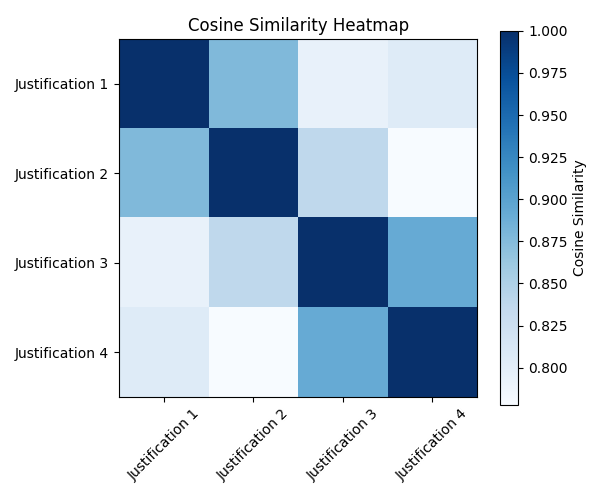 Cosine Similarity Heatmap
Justification 1
Justification 2
Justification 3
Justification 4
Justification 1
Justification 2
Justification 3
Justification 4
1.000
0.975
0.950
0.925
0.900
0.875
0.850
0.825
0.800
Cosine Similarity